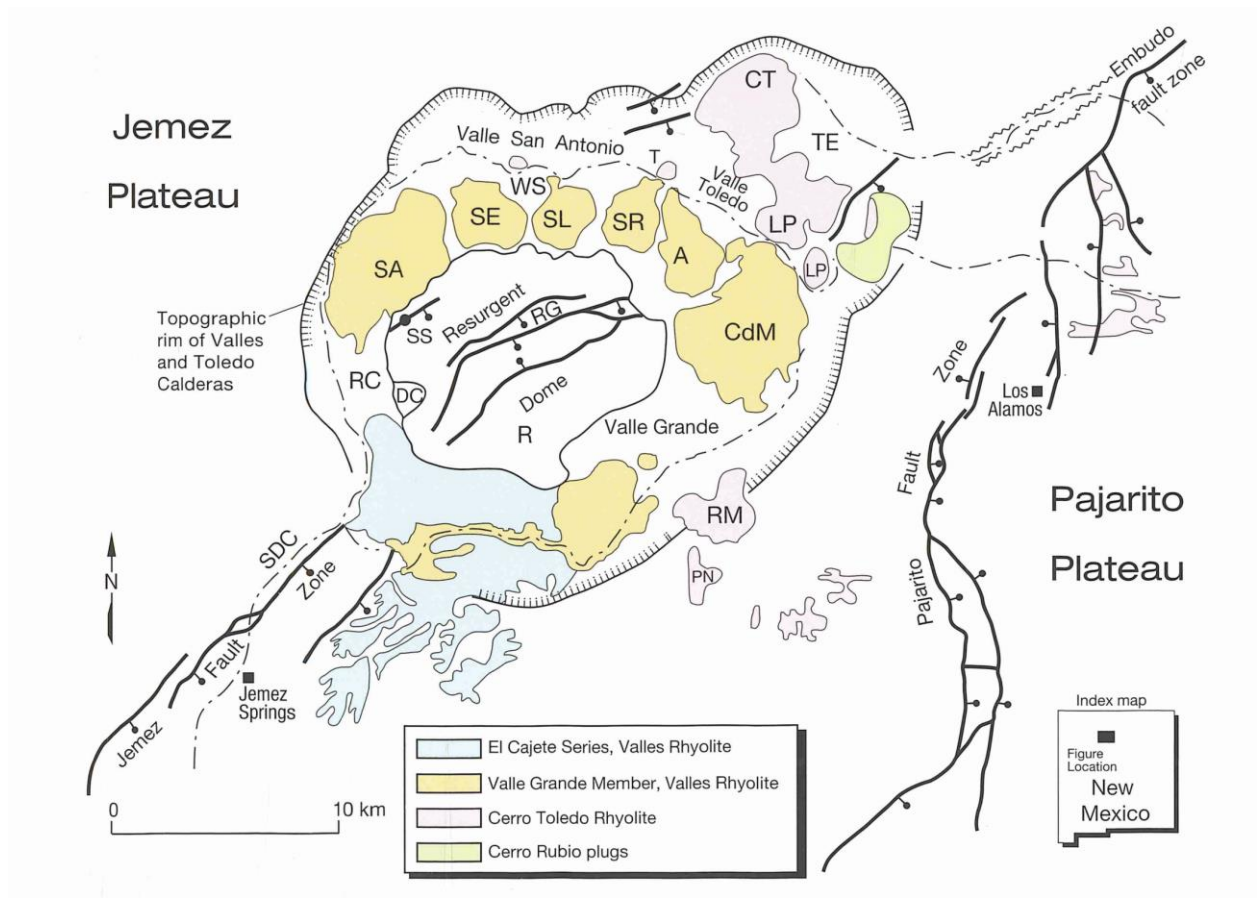 Jemez
Plateau
Embudo
fault zone
CT
TE
Valle San Antonio
T
Valle
Toledo
WS
SE
SL
SR
LP
A
LP
SA
Topographic
rim of Valles
and Toledo
Calderas
SS
Resurgent
RG
CdM
Zone
RC
DC
Dome
R
Valle Grande
Los
Alamos
Fault
RM
Pajarito
Plateau
SDC
Zone
PN
Pajarito
N
Fault
Jemez
Springs
Jemez
Index map
Figure
Location
New
Mexico
0 10 km
El Cajete Series, Valles Rhyolite
Valle Grande Member, Valles Rhyolite
Cerro Toledo Rhyolite
Cerro Rubio plugs